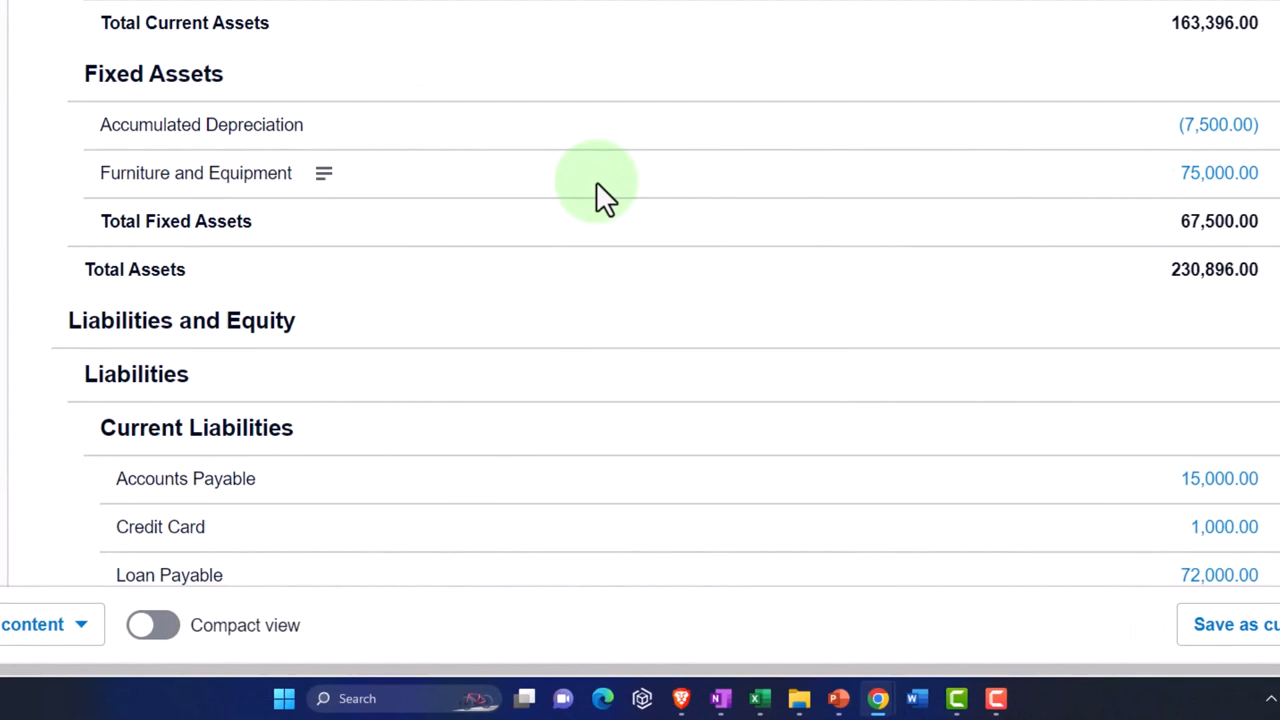 Total Current Assets 163,396.00
Fixed Assets
Accumulated Depreciation (7,500.00)
Furniture and Equipment 75,000.00
Total Fixed Assets 67,500.00
Total Assets 230,896.00
Liabilities and Equity
Liabilities
Current Liabilities
Accounts Payable 15,000.00
Credit Card 1,000.00
Loan Payable 72,000.00
content Compact view Save as cu
Search